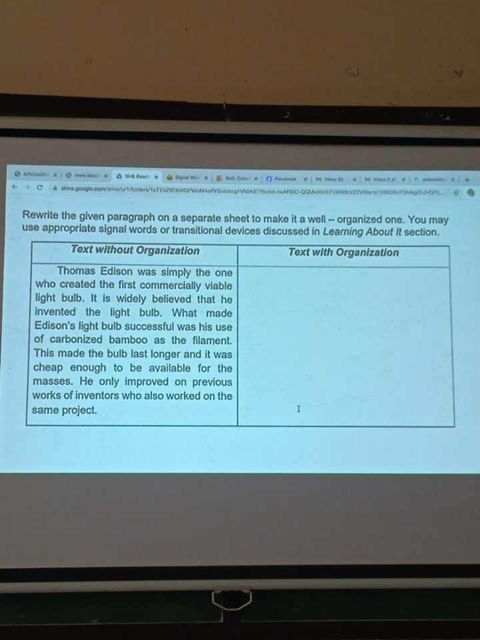 Facebook
Rewrite the given paragraph on a separate sheet to make it a well – organized one. You may
use appropriate signal words or transitional devices discussed in Learning About It section.
Text without Organization
Thomas Edison was simply the one
who created the first commercially viable
light bulb. It is widely believed that he
invented the light bulb. What made
Edison's light bulb successful was his use
of carbonized bamboo as the filament.
This made the bulb last longer and it was
cheap enough to be available for the
masses. He only improved on previous
works of inventors who also worked on the
same project.
Text with Organization